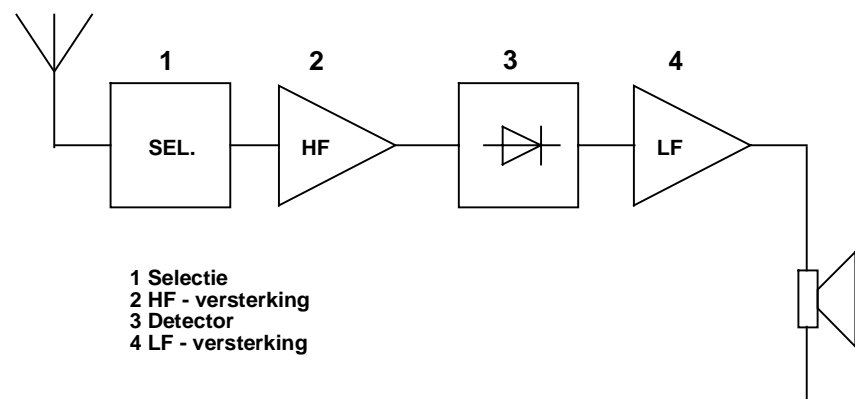 1 2 3 4
SEL. HF LF
1 Selectie
2 HF - versterking
3 Detector
4 LF - versterking